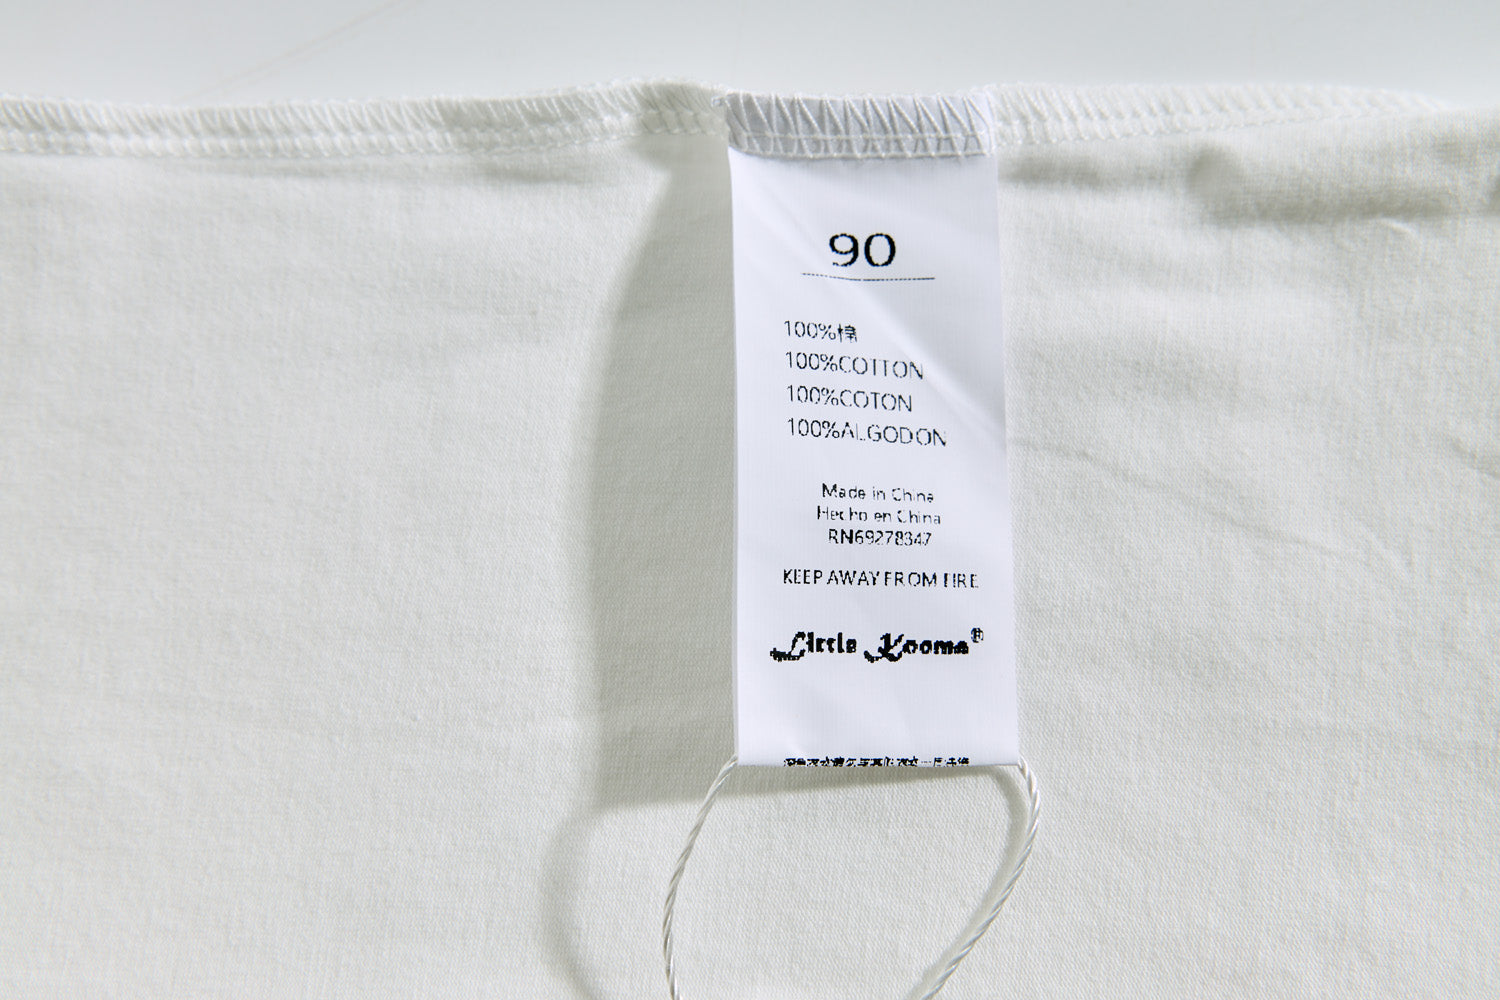 90
100%棉
100%COTTON
100%COTON
100%ALGODON
Made in China
Hecho en China
RN69278347
KEEP AWAY FROM FIRE
Little Kooma®